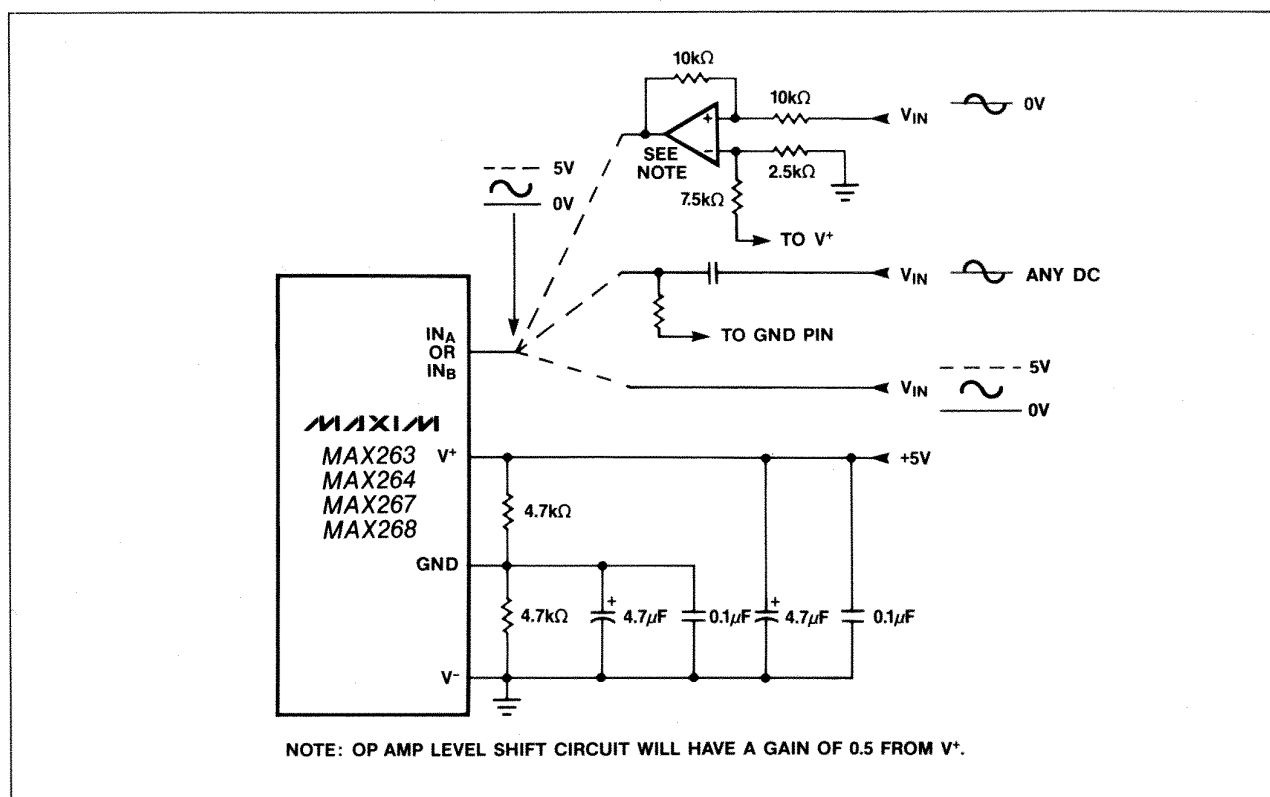 10kΩ
10kΩ
V_IN
0V
+
−
SEE
NOTE
2.5kΩ
7.5kΩ
TO V⁺
5V
0V
V_IN
ANY DC
TO GND PIN
IN_A
OR
IN_B
V_IN
5V
0V
MAXIM
MAX263
MAX264
MAX267
MAX268
V⁺
+5V
4.7kΩ
GND
4.7kΩ
+
4.7µF
0.1µF
+
4.7µF
0.1µF
V⁻
NOTE: OP AMP LEVEL SHIFT CIRCUIT WILL HAVE A GAIN OF 0.5 FROM V⁺.